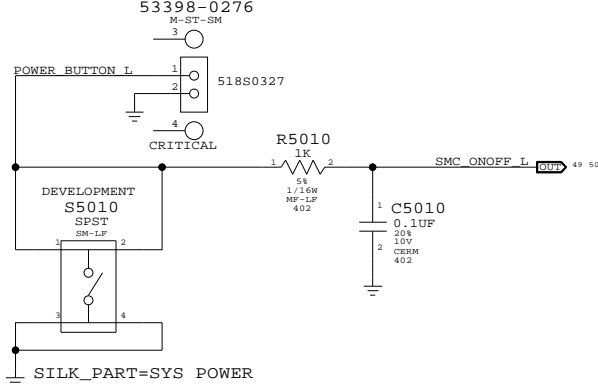 53398-0276
M-ST-SM
3
POWER_BUTTON_L
1
2
518S0327
4
CRITICAL
R5010
1K
1
2
5%
1/16W
MF-LF
402
SMC_ONOFF_L
OUT
49 50
DEVELOPMENT
S5010
SPST
SM-LF
1
2
3
4
1
C5010
0.1UF
20%
10V
CERM
402
2
SILK_PART=SYS POWER